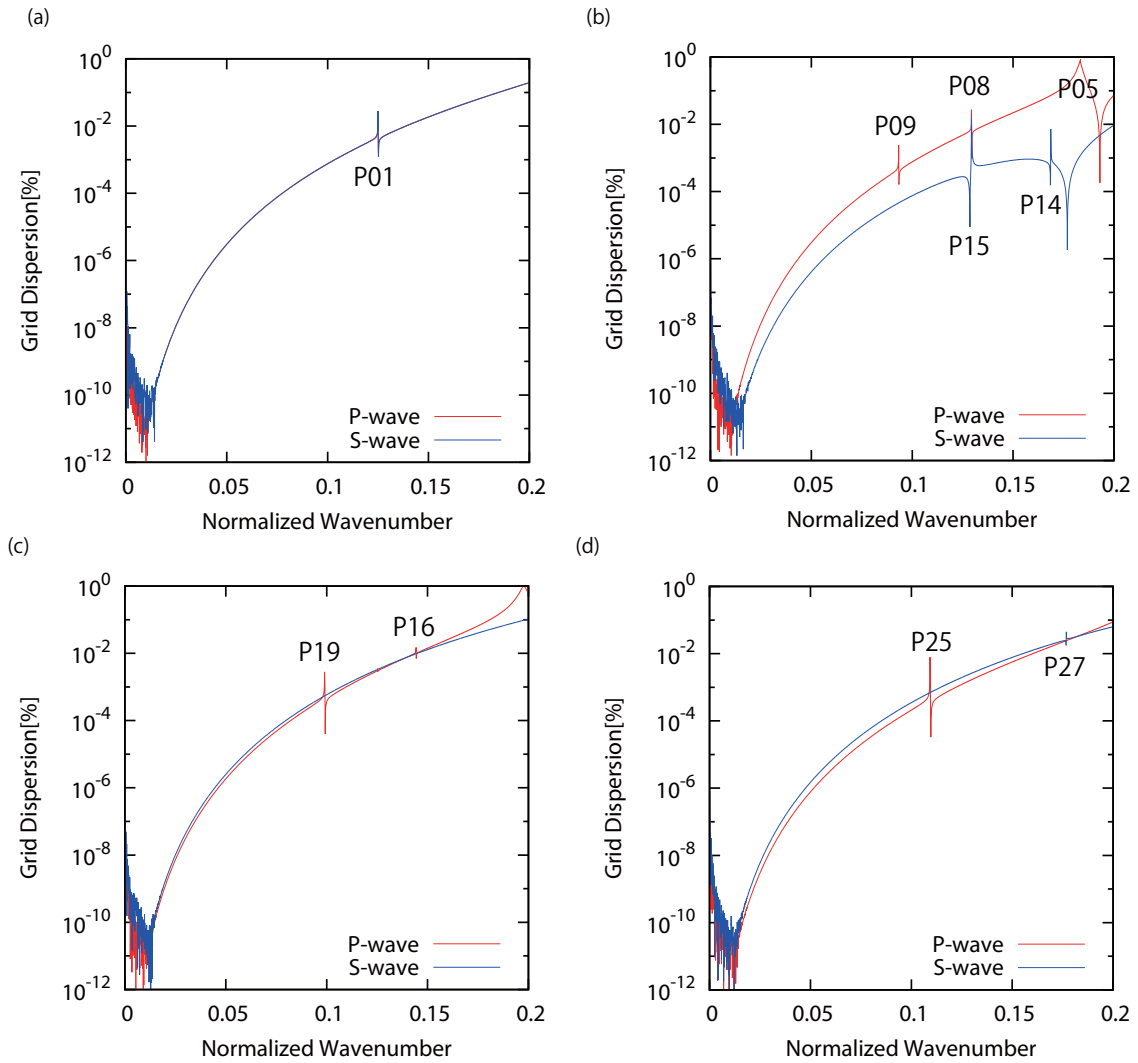 (a)
Grid Dispersion[%]
10^0
10^-2
10^-4
10^-6
10^-8
10^-10
10^-12
P01
P-wave
S-wave
0 0.05 0.1 0.15 0.2
Normalized Wavenumber
(b)
Grid Dispersion[%]
10^0
10^-2
10^-4
10^-6
10^-8
10^-10
10^-12
P08
P05
P09
P14
P15
P-wave
S-wave
0 0.05 0.1 0.15 0.2
Normalized Wavenumber
(c)
Grid Dispersion[%]
10^0
10^-2
10^-4
10^-6
10^-8
10^-10
10^-12
P16
P19
P-wave
S-wave
0 0.05 0.1 0.15 0.2
Normalized Wavenumber
(d)
Grid Dispersion[%]
10^0
10^-2
10^-4
10^-6
10^-8
10^-10
10^-12
P25
P27
P-wave
S-wave
0 0.05 0.1 0.15 0.2
Normalized Wavenumber